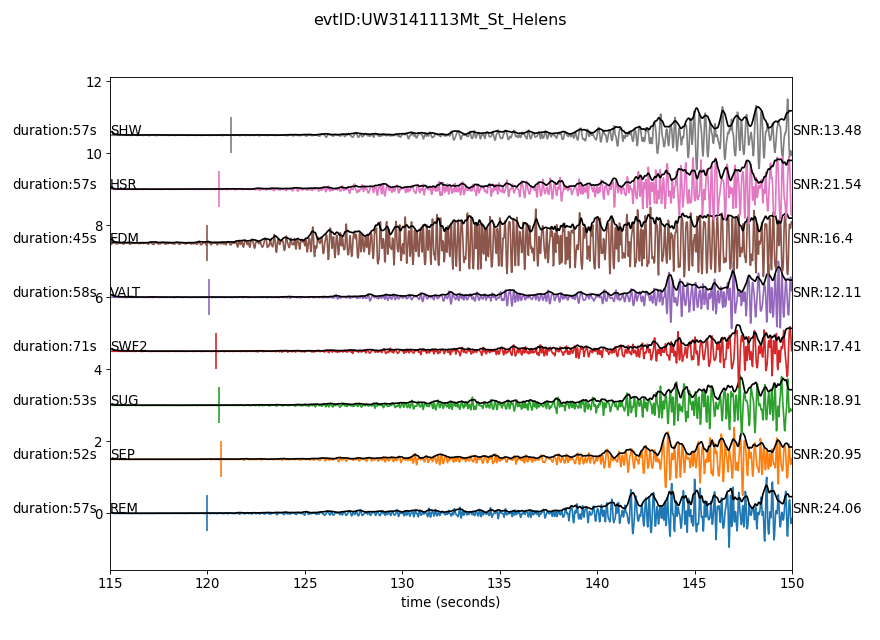 evtID:UW3141113Mt_St_Helens
12
duration:57s SHW SNR:13.48
10
duration:57s HSR SNR:21.54
8
duration:45s EDM SNR:16.4
duration:58s VALT SNR:12.11
6
duration:71s SWF2 SNR:17.41
4
duration:53s SUG SNR:18.91
2
duration:52s SEP SNR:20.95
duration:57s REM SNR:24.06
0
115 120 125 130 135 140 145 150
time (seconds)